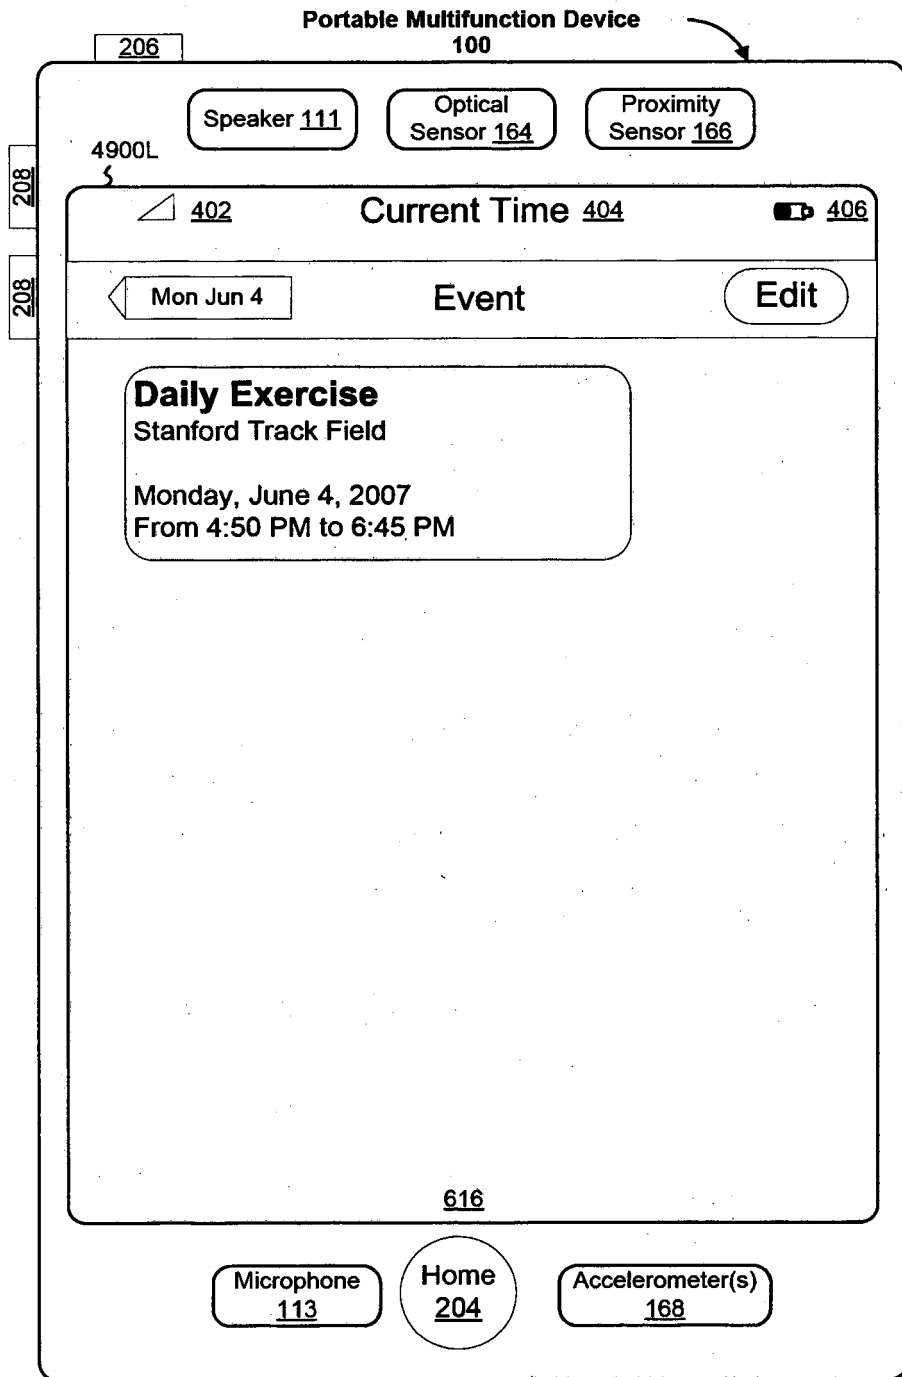 Portable Multifunction Device
100
206
Speaker 111
Optical
Sensor 164
Proximity
Sensor 166
4900L
208
208
402
Current Time 404
406
Mon Jun 4
Event
Edit
Daily Exercise
Stanford Track Field
Monday, June 4, 2007
From 4:50 PM to 6:45 PM
616
Microphone
113
Home
204
Accelerometer(s)
168